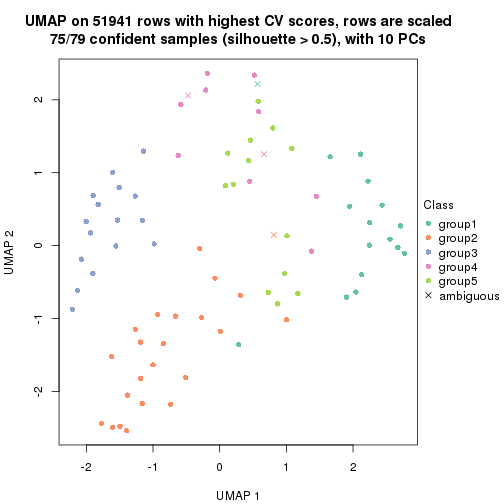 UMAP on 51941 rows with highest CV scores, rows are scaled
75/79 confident samples (silhouette > 0.5), with 10 PCs
2
1
0
-1
-2
UMAP 2
-2
-1
0
1
2
UMAP 1
Class
group1
group2
group3
group4
group5
ambiguous